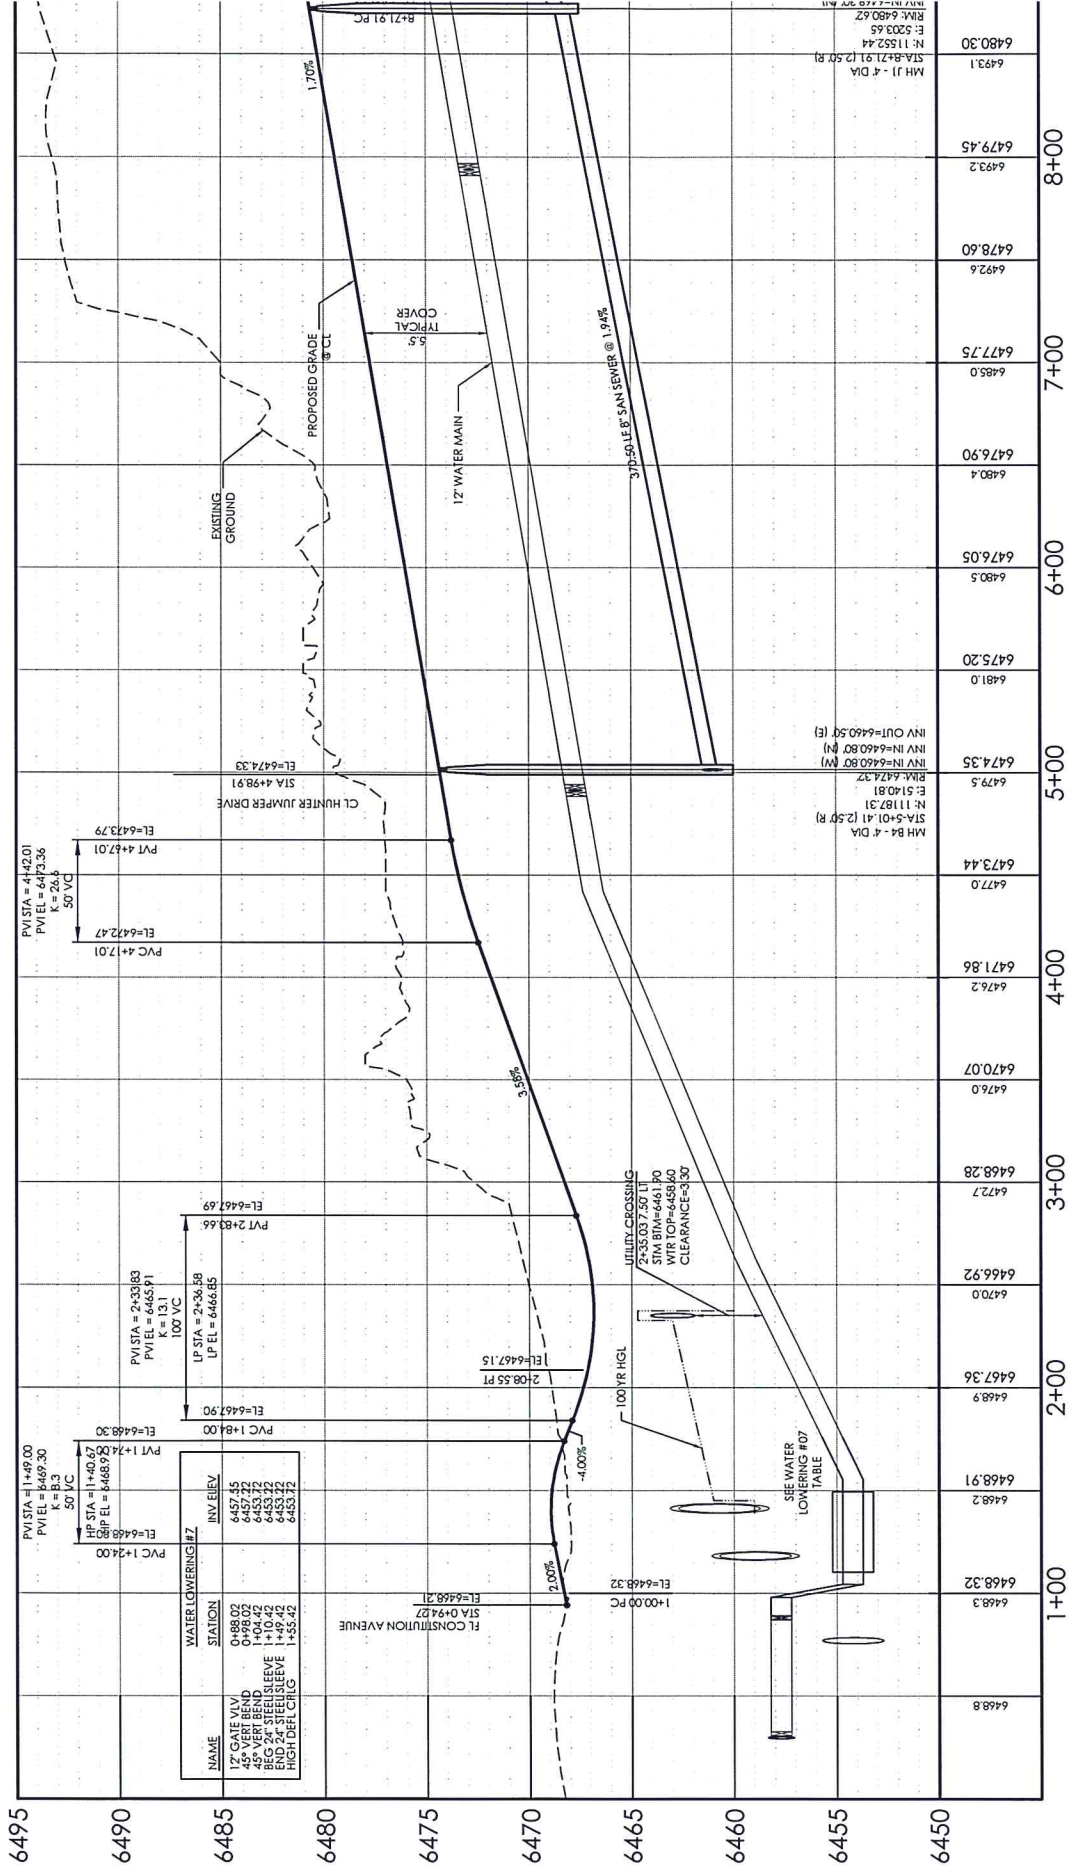 6495
6490
6485
6480
6475
6470
6465
6460
6455
6450
PVI STA = 1+49.00
PVI EL = 6469.30
K = 8.3
50' VC
PVC 1+24.00
EL=6468.80
HP STA = 1+40.67
HP EL = 6468.97
PVT 1+74.00
EL=6468.30
PVI STA = 2+33.83
PVI EL = 6465.91
K = 13.1
100' VC
LP STA = 2+36.58
LP EL = 6466.85
PVC 1+84.00
EL=6467.90
PVT 2+83.66
EL=6467.69
PVI STA = 4+42.01
PVI EL = 6473.36
K = 26.6
50' VC
PVC 4+17.01
EL=6472.47
PVT 4+67.01
EL=6473.79
WATER LOWERING #7
NAME STATION INV ELEV
12" GATE VLV 0+88.02 6457.55
45° VERT BEND 0+98.02 6457.22
45° VERT BEND 1+04.42 6453.72
BEG 24" STEEL SLEEVE 1+10.42 6453.22
END 24" STEEL SLEEVE 1+49.42 6453.22
HIGH DEFL CPLG 1+55.42 6453.22
FL CONSTITUTION AVENUE
STA 0+94.27
EL=6468.21
1+00.00 PC
EL=6468.32
2.00%
-4.00%
2+08.55 PT
EL=6467.15
3.58%
CL HUNTER JUMPER DRIVE
STA 4+98.91
EL=6474.33
EXISTING
GROUND
PROPOSED GRADE
@ CL
5.5'
TYPICAL
COVER
12" WATER MAIN
370.50 LF 8" SAN SEWER @ 1.94%
1.70%
8+71.91 PC
100 YR HGL
UTILITY CROSSING
2+35.03 7.50' LT
STM BTM=6461.90
WTR TOP=6458.60
CLEARANCE=3.30'
SEE WATER
LOWERING #07
TABLE
MH B4 - 4' DIA
STA-5+01.41 (2.50' R)
N: 11187.31
E: 5140.81
RIM: 6474.37'
INV IN=6460.80' (W)
INV IN=6460.80' (N)
INV OUT=6460.50' (E)
MH J1 - 4' DIA
STA-8+71.91 (2.50' R)
N: 11552.44
E: 5203.65
RIM: 6480.62'
6468.8
6468.3 6468.32
6468.2 6468.91
6468.9 6467.36
6470.0 6466.92
6472.7 6468.28
6476.0 6470.07
6476.2 6471.86
6477.0 6473.44
6479.5 6474.35
6481.0 6475.20
6480.5 6476.05
6480.4 6476.90
6485.0 6477.75
6492.6 6478.60
6493.2 6479.45
6493.1 6480.30
1+00
2+00
3+00
4+00
5+00
6+00
7+00
8+00